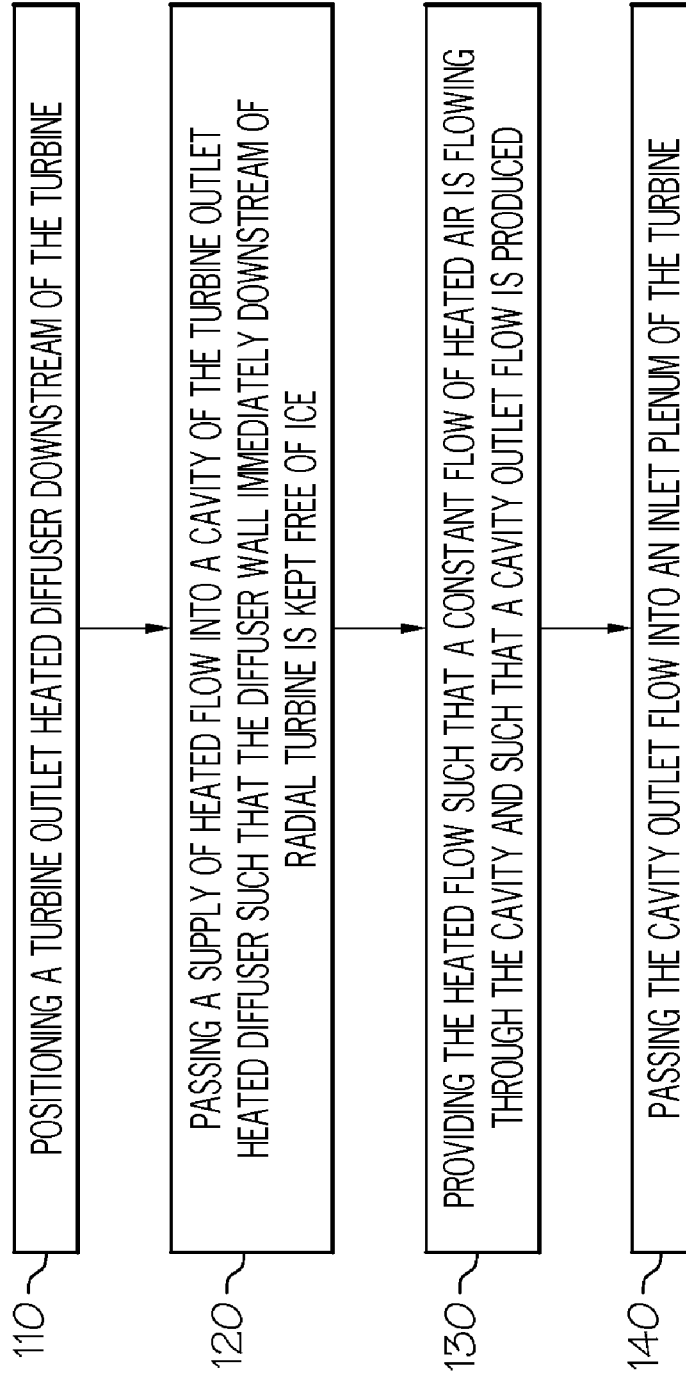 110
POSITIONING A TURBINE OUTLET HEATED DIFFUSER DOWNSTREAM OF THE TURBINE
120
PASSING A SUPPLY OF HEATED FLOW INTO A CAVITY OF THE TURBINE OUTLET
HEATED DIFFUSER SUCH THAT THE DIFFUSER WALL IMMEDIATELY DOWNSTREAM OF
RADIAL TURBINE IS KEPT FREE OF ICE
130
PROVIDING THE HEATED FLOW SUCH THAT A CONSTANT FLOW OF HEATED AIR IS FLOWING
THROUGH THE CAVITY AND SUCH THAT A CAVITY OUTLET FLOW IS PRODUCED
140
PASSING THE CAVITY OUTLET FLOW INTO AN INLET PLENUM OF THE TURBINE